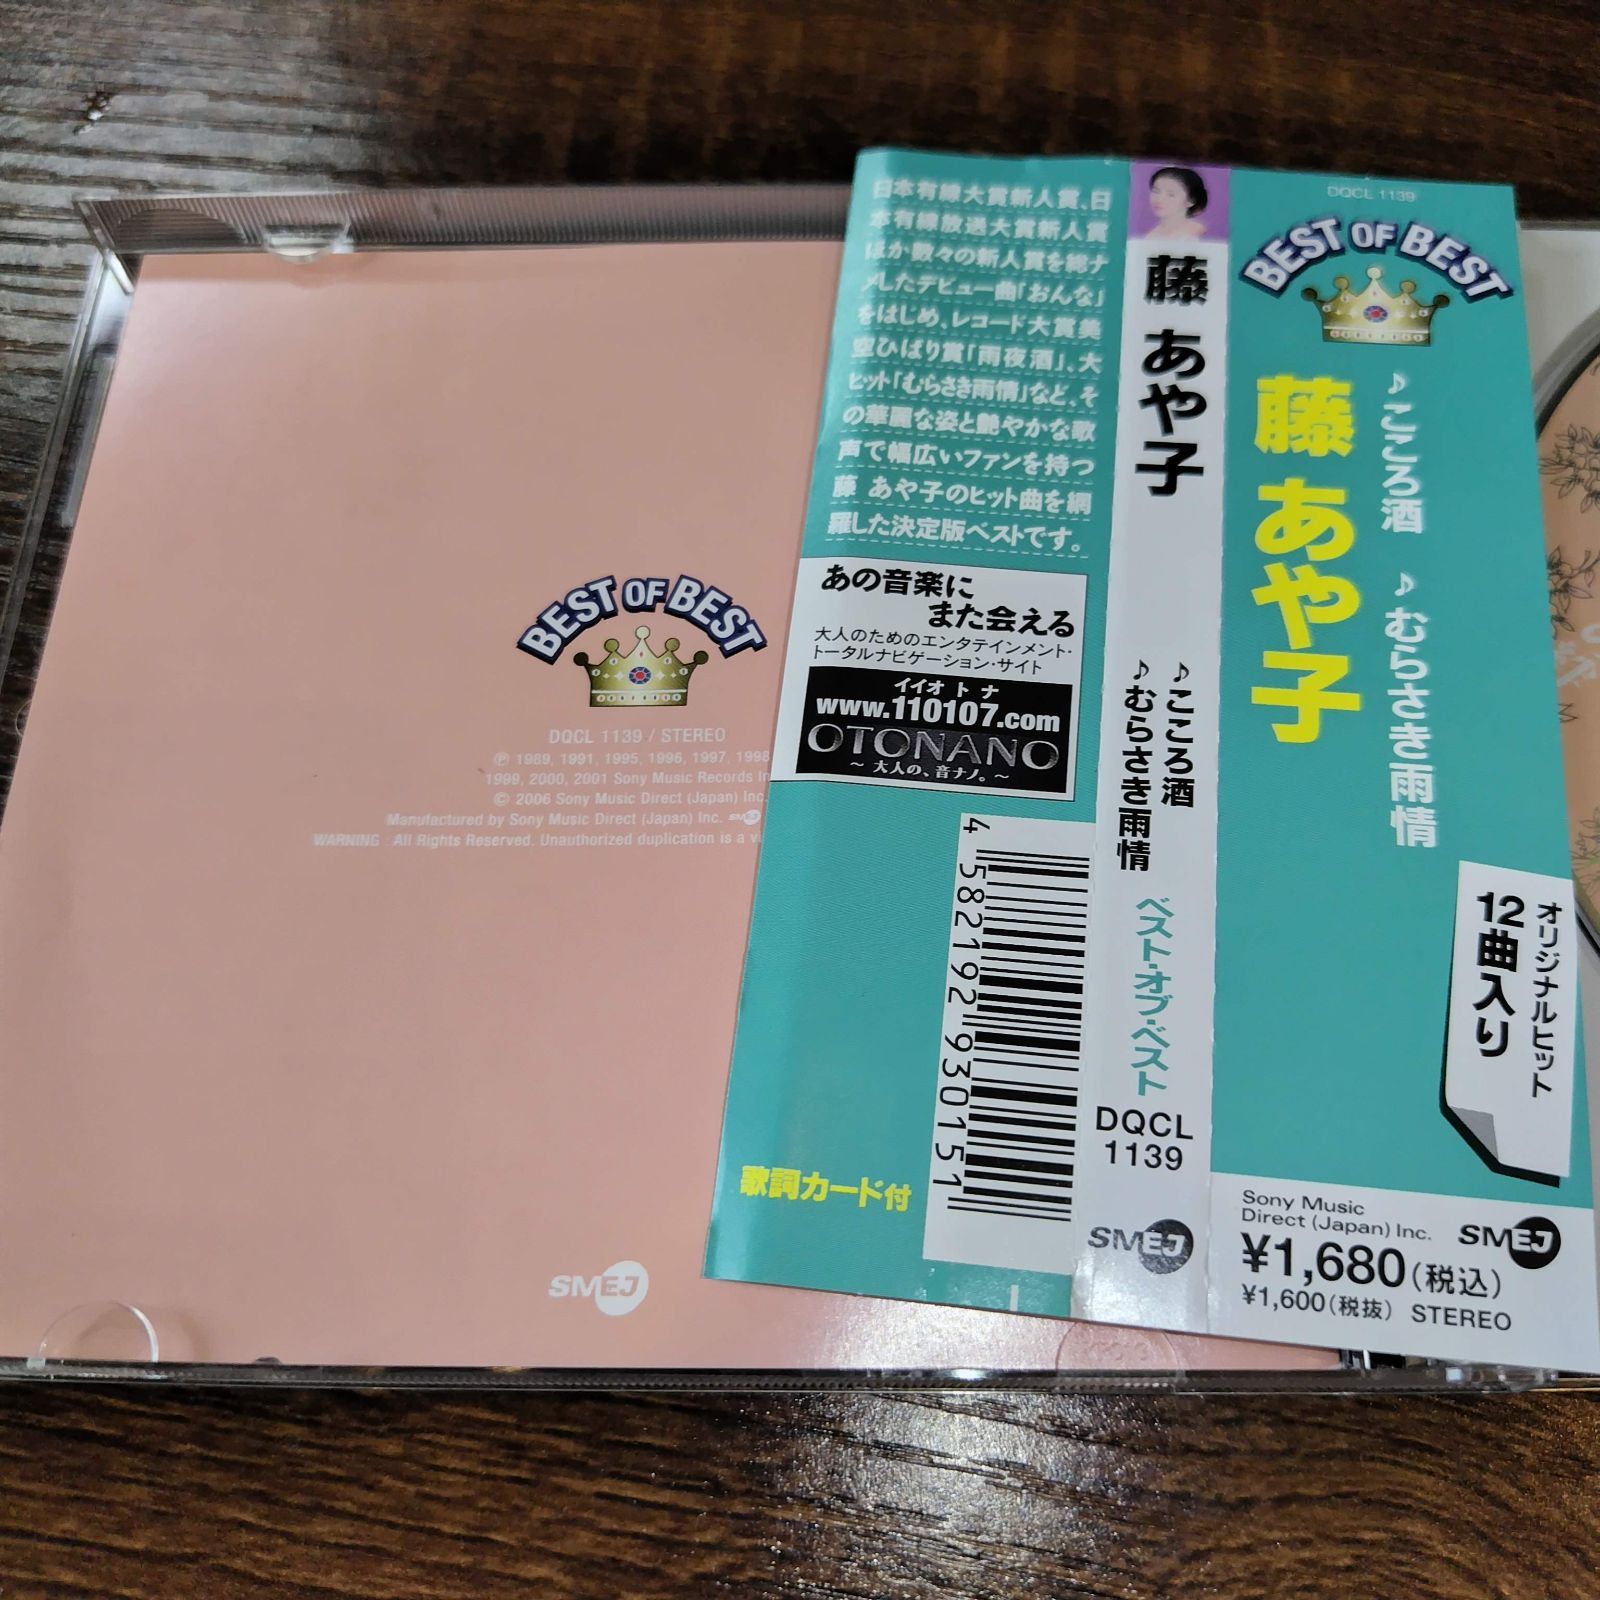 BEST OF BEST
DQCL 1139 / STEREO
Ⓟ 1989, 1991, 1995, 1996, 1997, 1998
1999, 2000, 2001 Sony Music Records In
© 2006 Sony Music Direct (Japan) Inc.
Manufactured by Sony Music Direct (Japan) Inc. SMEJ
WARNING : All Rights Reserved. Unauthorized duplication is a vi
SMEJ
日本有線大賞新人賞、日
本有線放送大賞新人賞
ほか数々の新人賞を総ナ
メしたデビュー曲「おんな」
をはじめ、レコード大賞美
空ひばり賞「雨夜酒」、大
ヒット「むらさき雨情」など、そ
の華麗な姿と艶やかな歌
声で幅広いファンを持つ
藤 あや子のヒット曲を網
羅した決定版ベストです。
あの音楽に
また会える
大人のためのエンタテインメント・
トータルナビゲーション・サイト
イイオトナ
www.110107.com
OTONANO
～ 大人の、音ナノ。～
4 582192 930151
歌詞カード付
藤 あや子
♪こころ酒
♪むらさき雨情
ベスト・オブ・ベスト
DQCL
1139
SMEJ
DQCL 1139
BEST OF BEST
♪こころ酒 ♪むらさき雨情
藤 あや子
オリジナルヒット
12曲入り
Sony Music
Direct (Japan) Inc.
SMEJ
¥1,680(税込)
¥1,600(税抜) STEREO